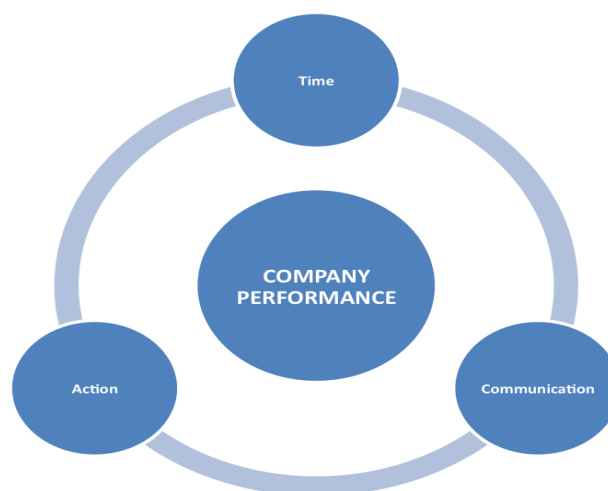 Time
COMPANY
PERFORMANCE
Action
Communication